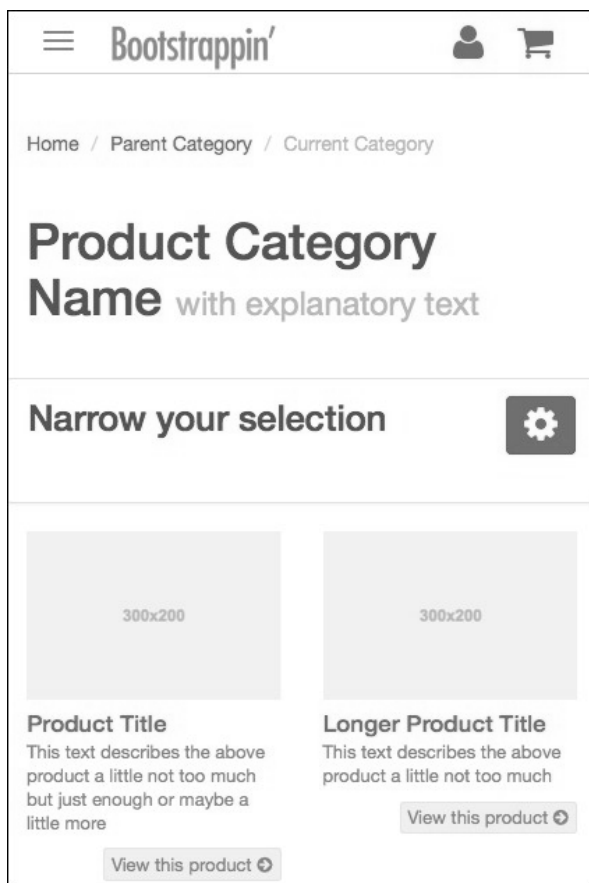 Bootstrappin’
Home / Parent Category / Current Category
Product Category
Name with explanatory text
Narrow your selection
300x200
Product Title
This text describes the above
product a little not too much
but just enough or maybe a
little more
View this product
300x200
Longer Product Title
This text describes the above
product a little not too much
View this product